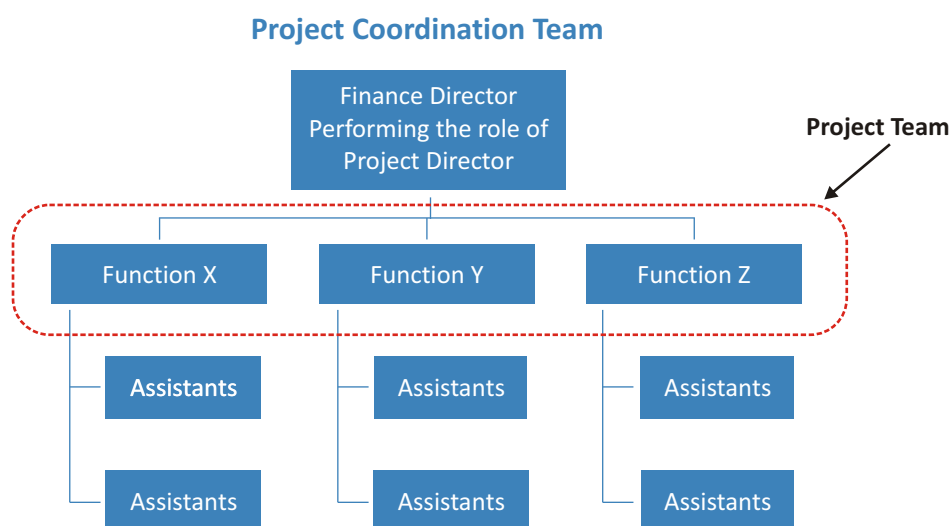 Project Coordination Team
Finance Director
Performing the role of
Project Director
Project Team
Function X
Function Y
Function Z
Assistants
Assistants
Assistants
Assistants
Assistants
Assistants